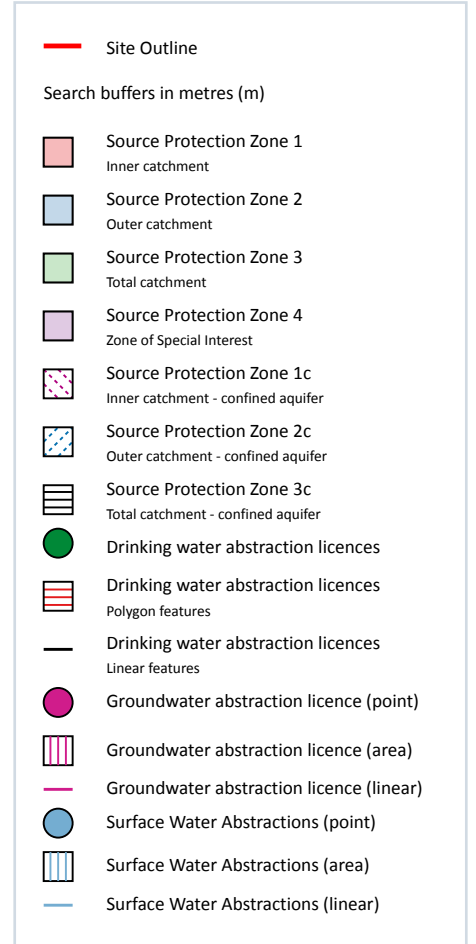 Site Outline
Search buffers in metres (m)
Source Protection Zone 1
Inner catchment
Source Protection Zone 2
Outer catchment
Source Protection Zone 3
Total catchment
Source Protection Zone 4
Zone of Special Interest
Source Protection Zone 1c
Inner catchment - confined aquifer
Source Protection Zone 2c
Outer catchment - confined aquifer
Source Protection Zone 3c
Total catchment - confined aquifer
Drinking water abstraction licences
Drinking water abstraction licences
Polygon features
Drinking water abstraction licences
Linear features
Groundwater abstraction licence (point)
Groundwater abstraction licence (area)
Groundwater abstraction licence (linear)
Surface Water Abstractions (point)
Surface Water Abstractions (area)
Surface Water Abstractions (linear)